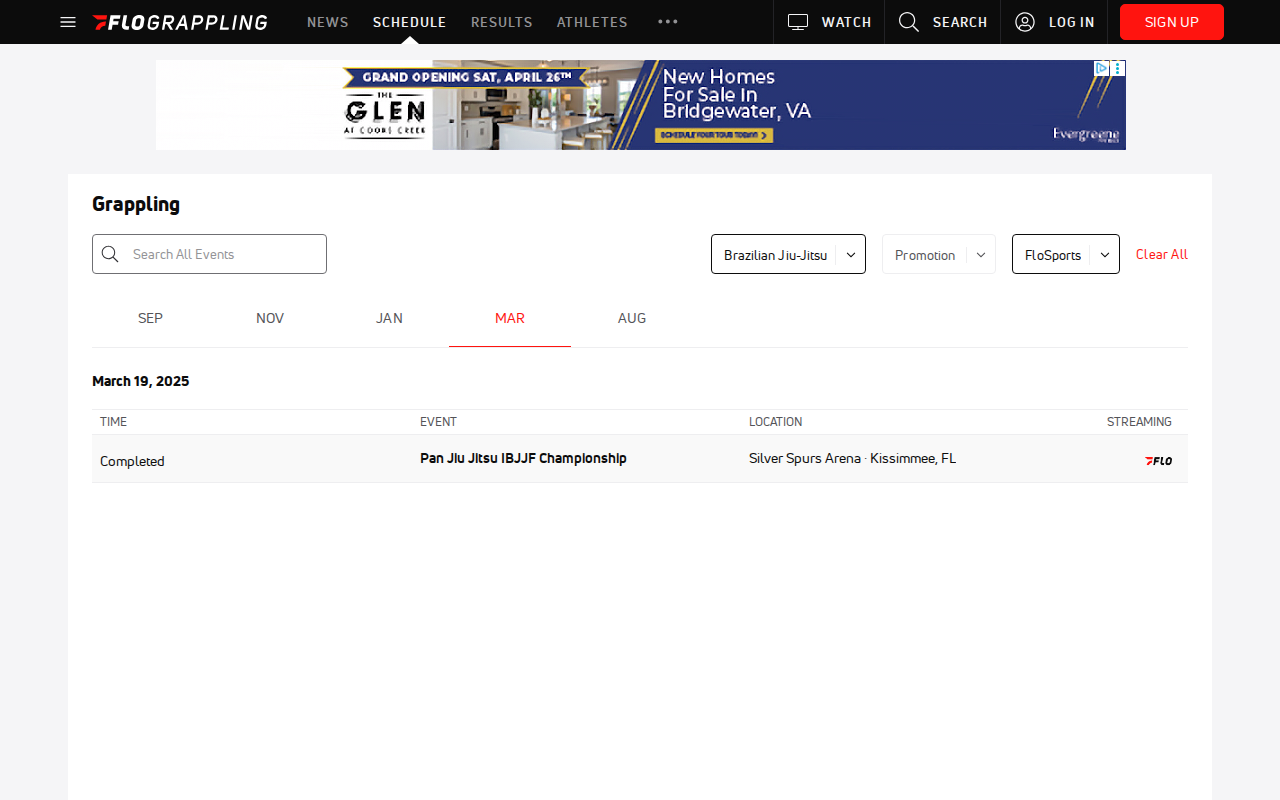 FLOGRAPPLING
NEWS
SCHEDULE
RESULTS
ATHLETES
WATCH
SEARCH
LOG IN
SIGN UP
GRAND OPENING SAT, APRIL 26TH
THE
GLEN
AT COOKS CREEK
New Homes
For Sale In
Bridgewater, VA
SCHEDULE YOUR TOUR TODAY!
Evergreene
Grappling
Search All Events
Brazilian Jiu-Jitsu
Promotion
FloSports
Clear All
SEP
NOV
JAN
MAR
AUG
March 19, 2025
TIME
EVENT
LOCATION
STREAMING
Completed
Pan Jiu Jitsu IBJJF Championship
Silver Spurs Arena · Kissimmee, FL
FLO